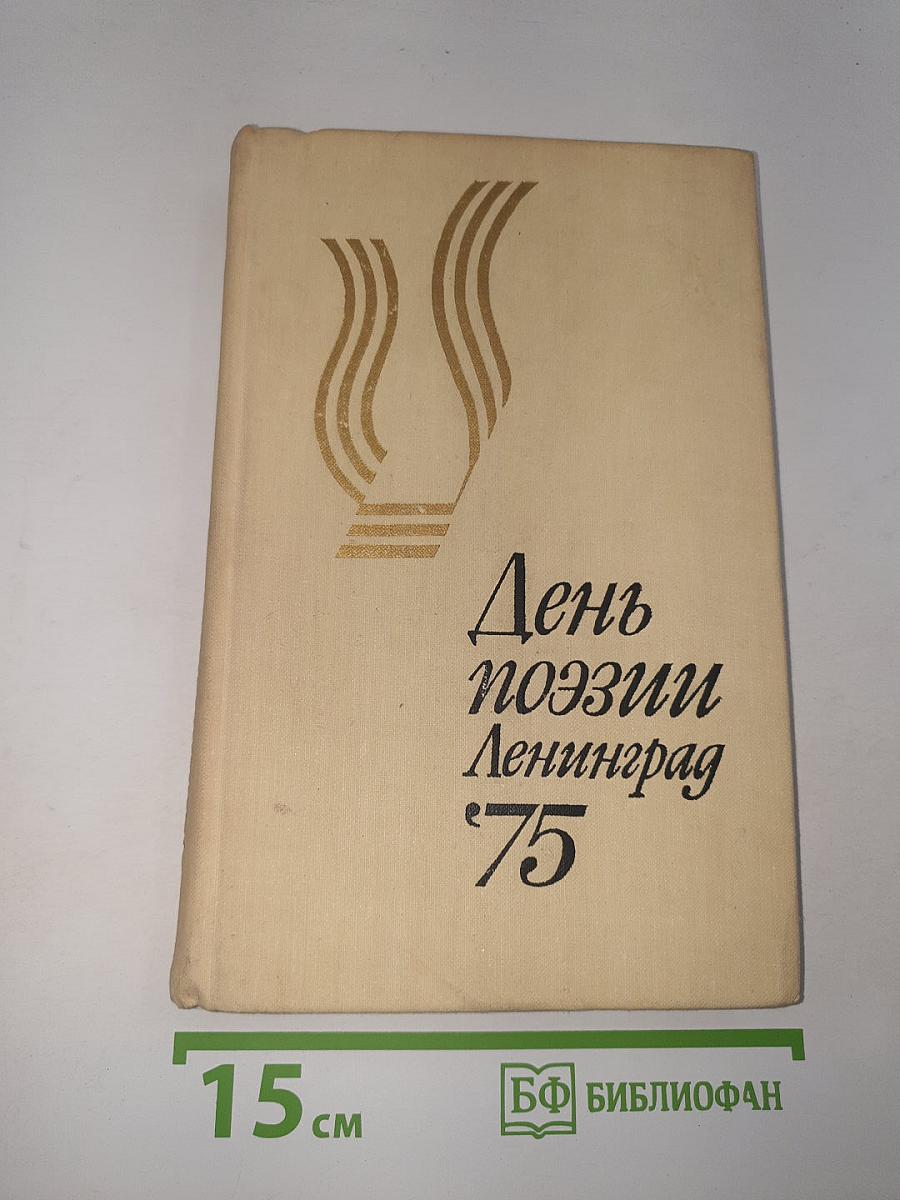 День
поэзии
Ленинград
'75
15 см
БФ БИБЛИОФАН